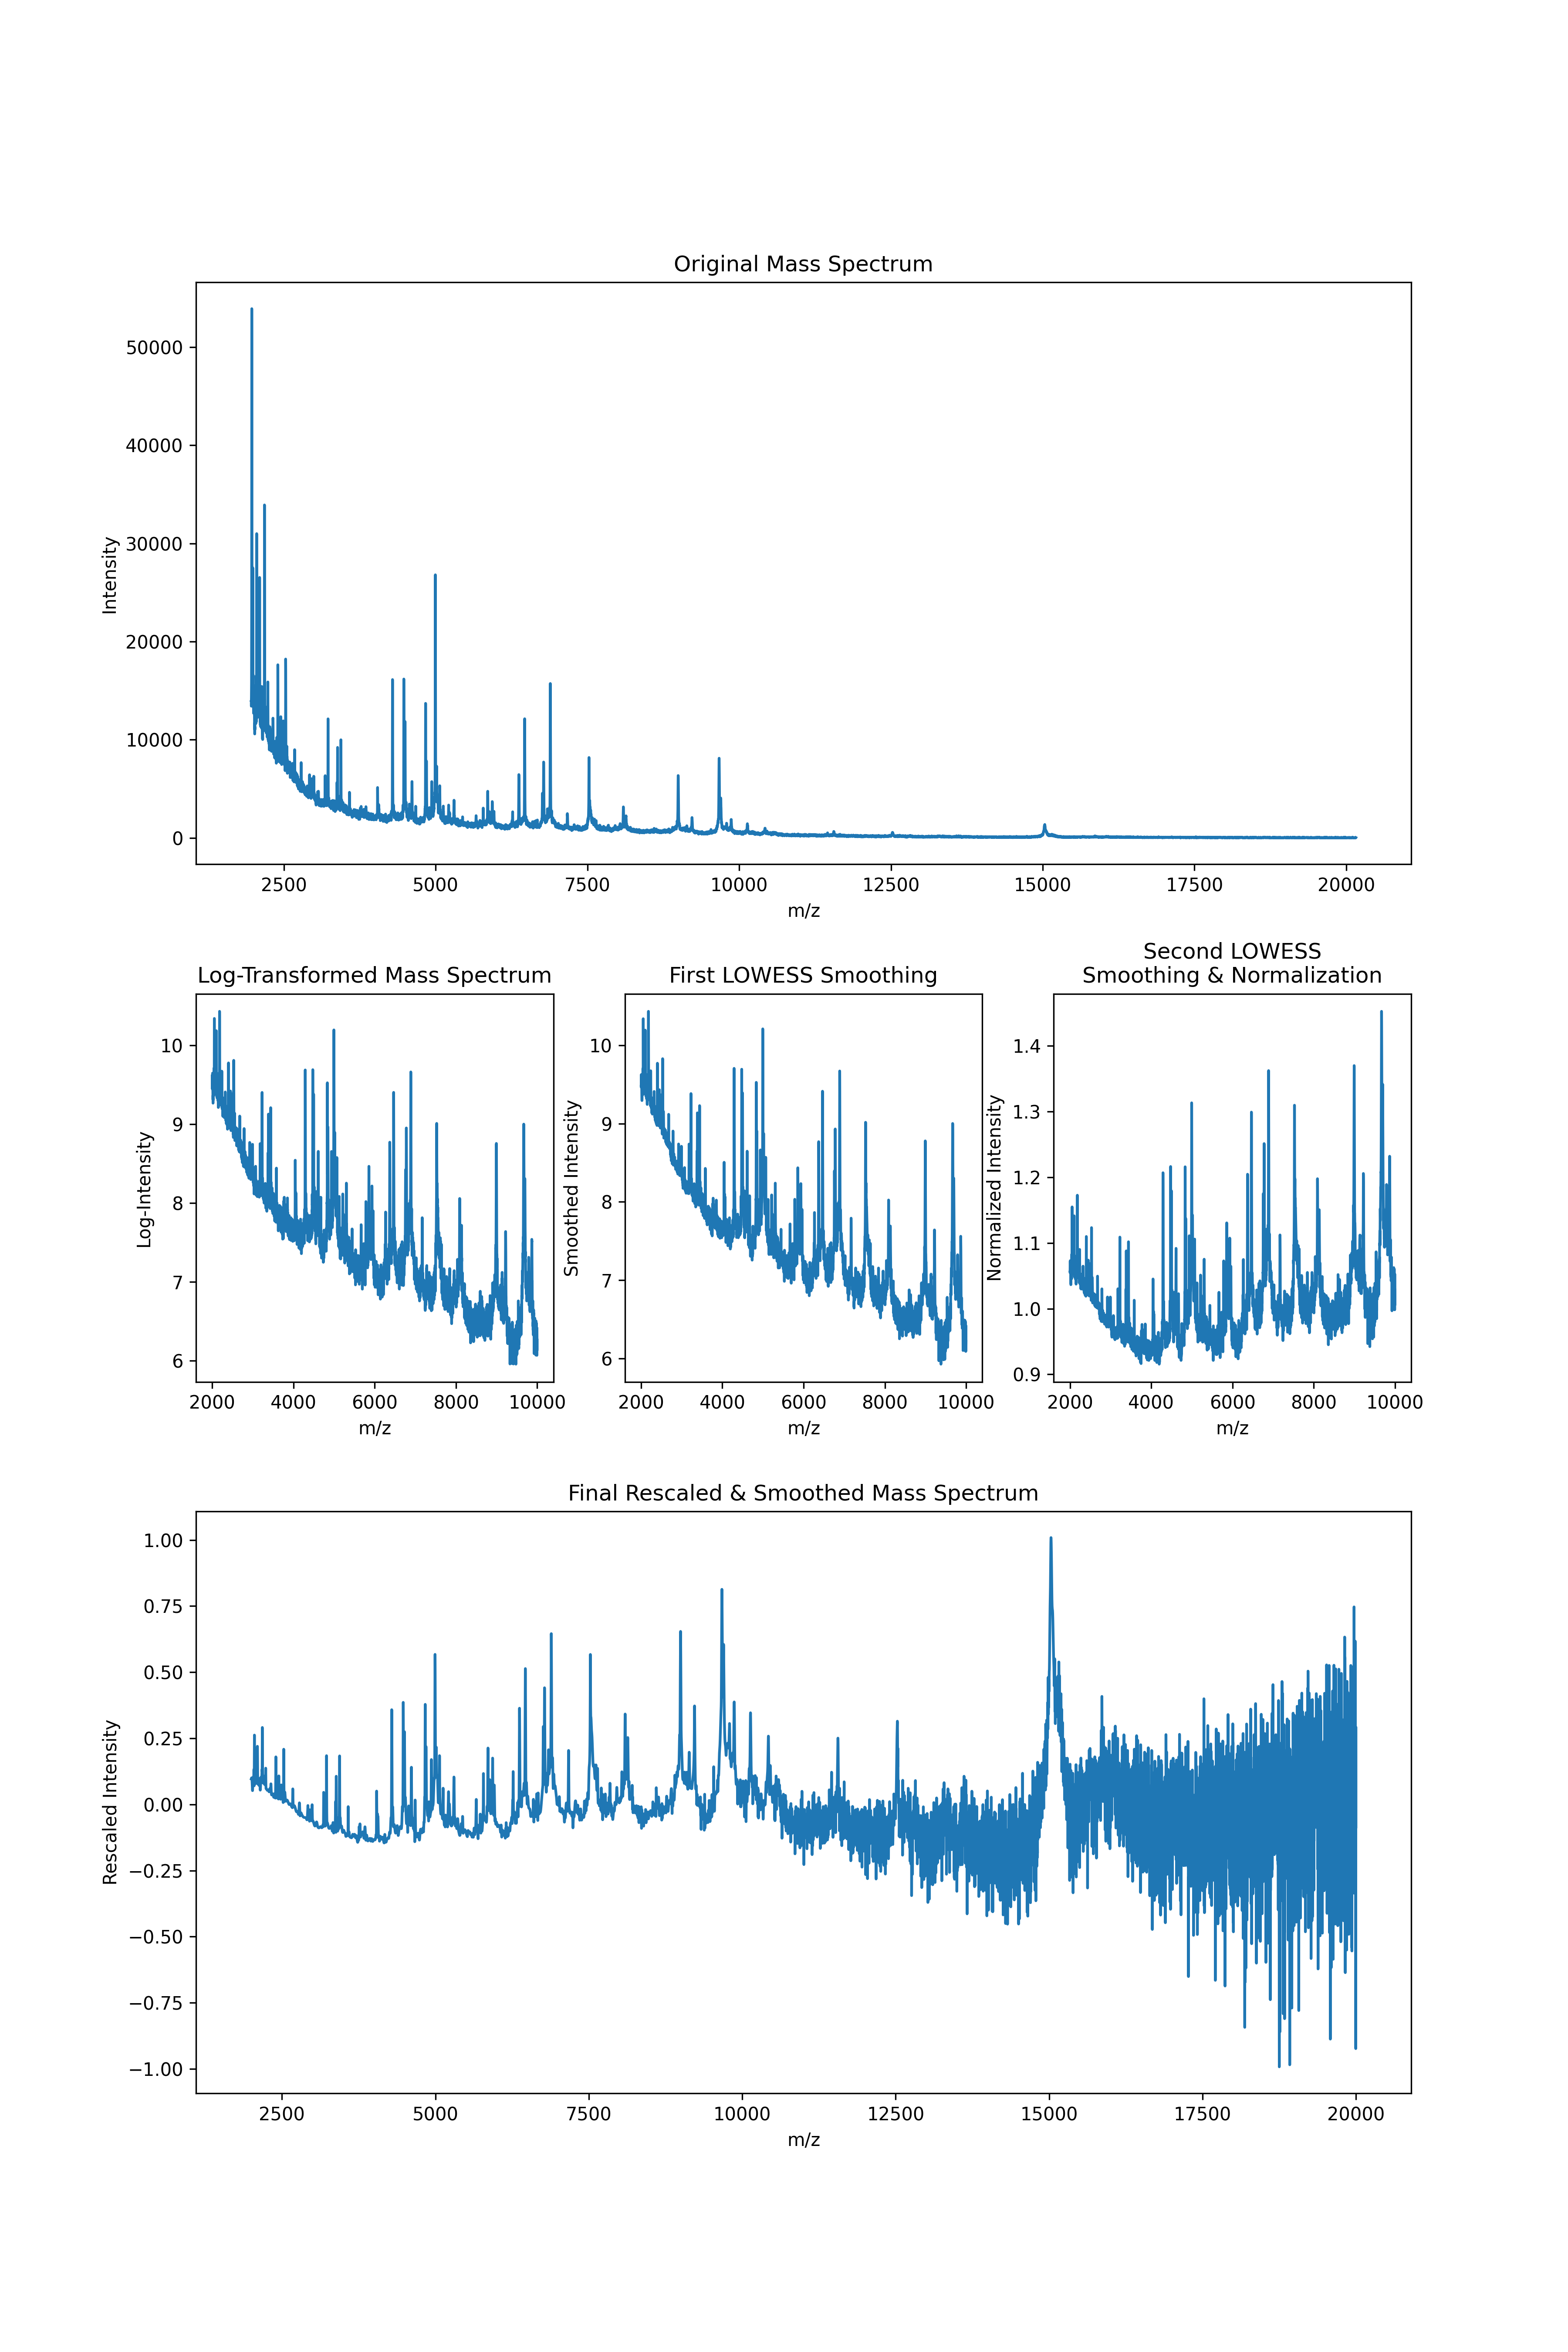 Original Mass Spectrum
50000
40000
30000
20000
10000
0
Intensity
2500 5000 7500 10000 12500 15000 17500 20000
m/z
Log-Transformed Mass Spectrum
10
9
8
7
6
Log-Intensity
2000 4000 6000 8000 10000
m/z
First LOWESS Smoothing
10
9
8
7
6
Smoothed Intensity
2000 4000 6000 8000 10000
m/z
Second LOWESS
Smoothing & Normalization
1.4
1.3
1.2
1.1
1.0
0.9
Normalized Intensity
2000 4000 6000 8000 10000
m/z
Final Rescaled & Smoothed Mass Spectrum
1.00
0.75
0.50
0.25
0.00
−0.25
−0.50
−0.75
−1.00
Rescaled Intensity
2500 5000 7500 10000 12500 15000 17500 20000
m/z